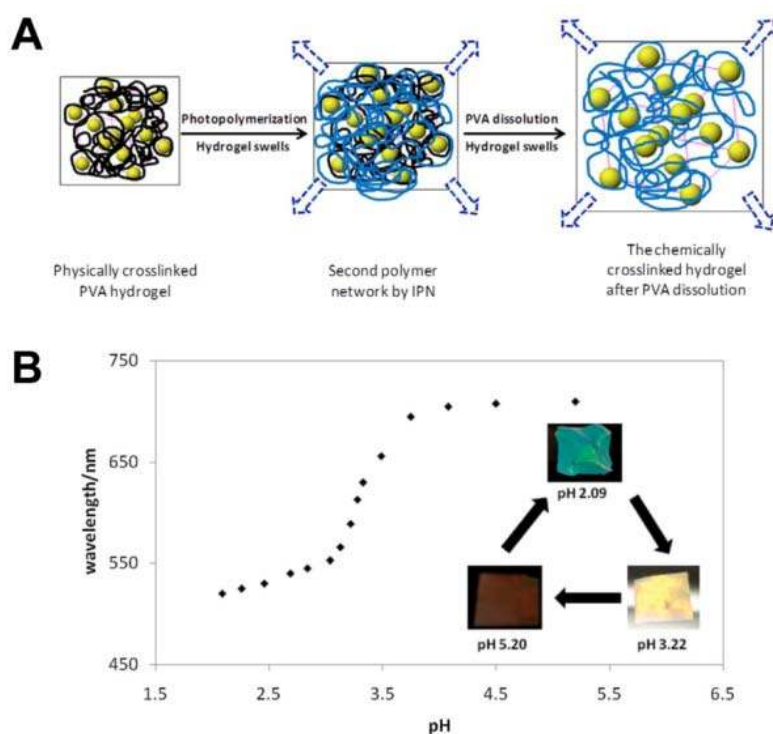 A
Photopolymerization
Hydrogel swells
PVA dissolution
Hydrogel swells
Physically crosslinked
PVA hydrogel
Second polymer
network by IPN
The chemically
crosslinked hydrogel
after PVA dissolution
B
750
650
550
450
wavelength/nm
1.5
2.5
3.5
4.5
5.5
6.5
pH
pH 2.09
pH 5.20
pH 3.22